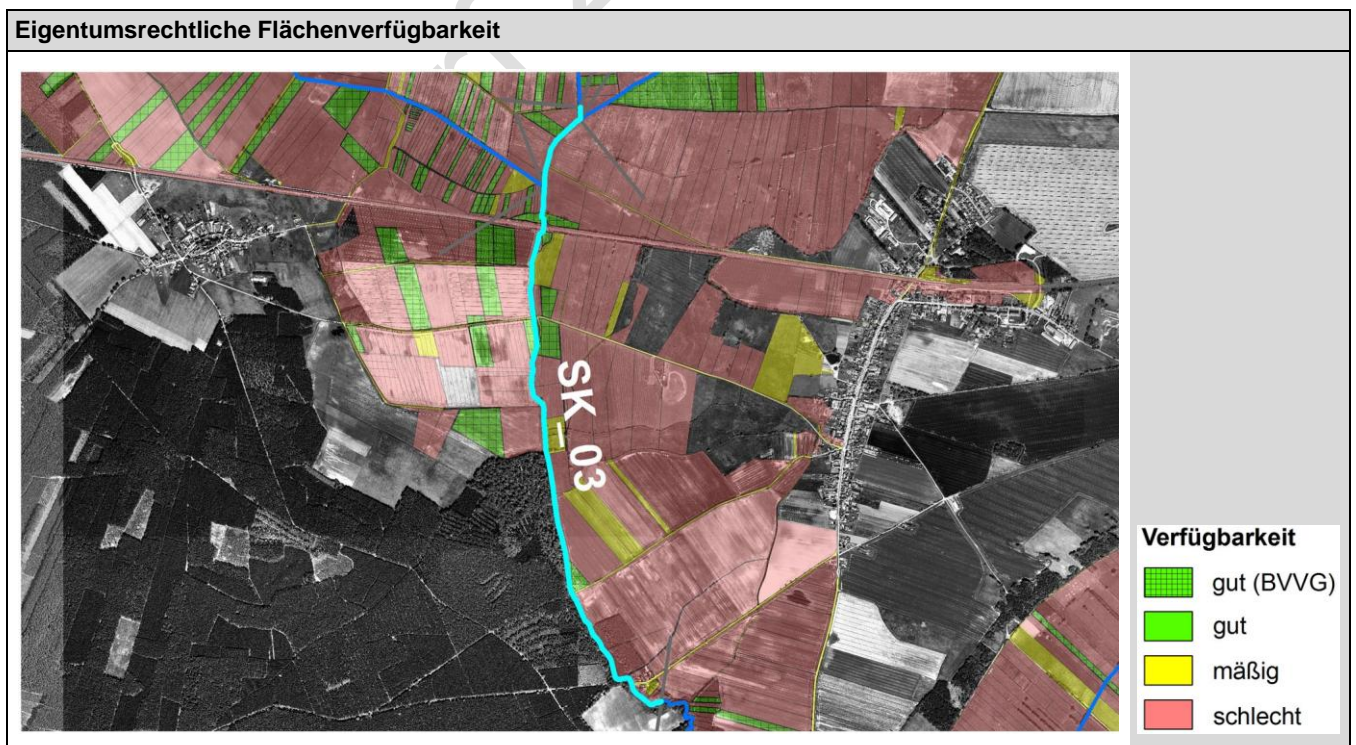 Eigentumsrechtliche Flächenverfügbarkeit
SK_03
Verfügbarkeit
gut (BVVG)
gut
mäßig
schlecht